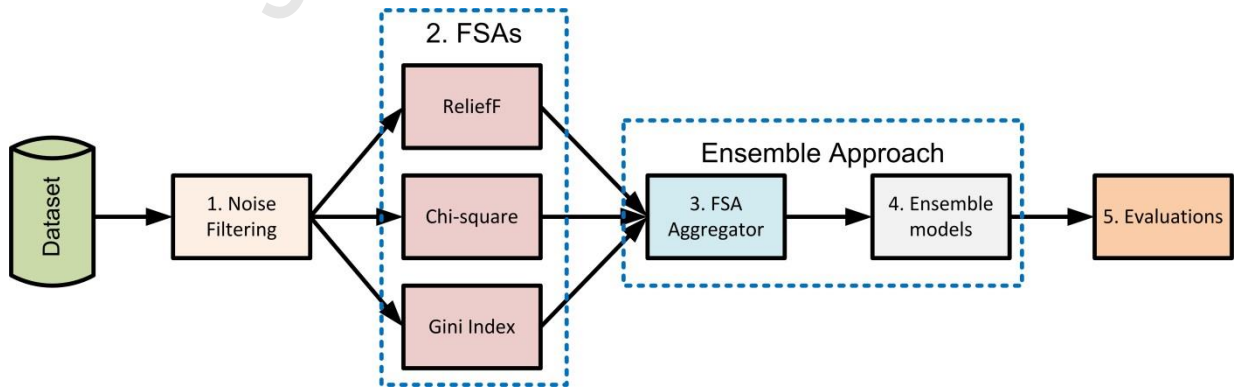 2. FSAs
ReliefF
Ensemble Approach
Dataset
1. Noise
Filtering
Chi-square
3. FSA
Aggregator
4. Ensemble
models
5. Evaluations
Gini Index